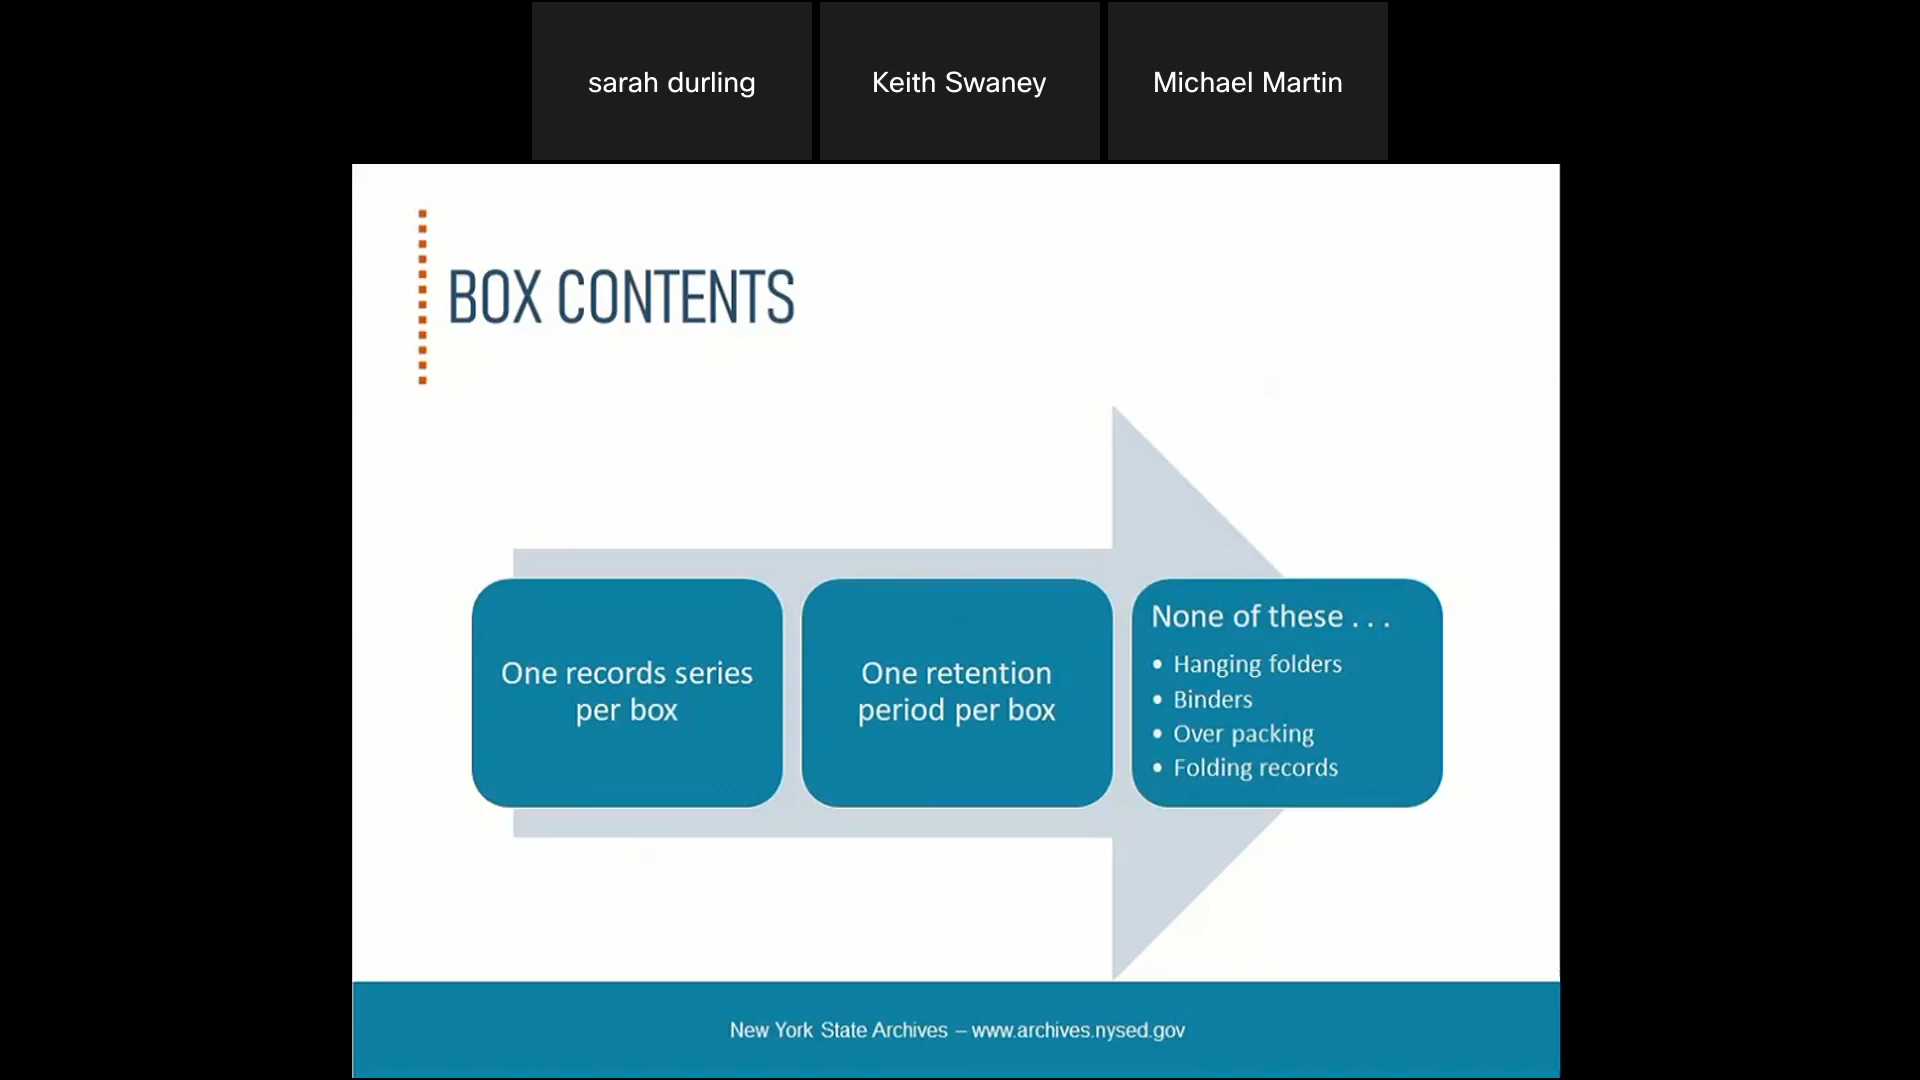 sarah durling
Keith Swaney
Michael Martin
BOX CONTENTS
One records series
per box
One retention
period per box
None of these . . .
• Hanging folders
• Binders
• Over packing
• Folding records
New York State Archives – www.archives.nysed.gov